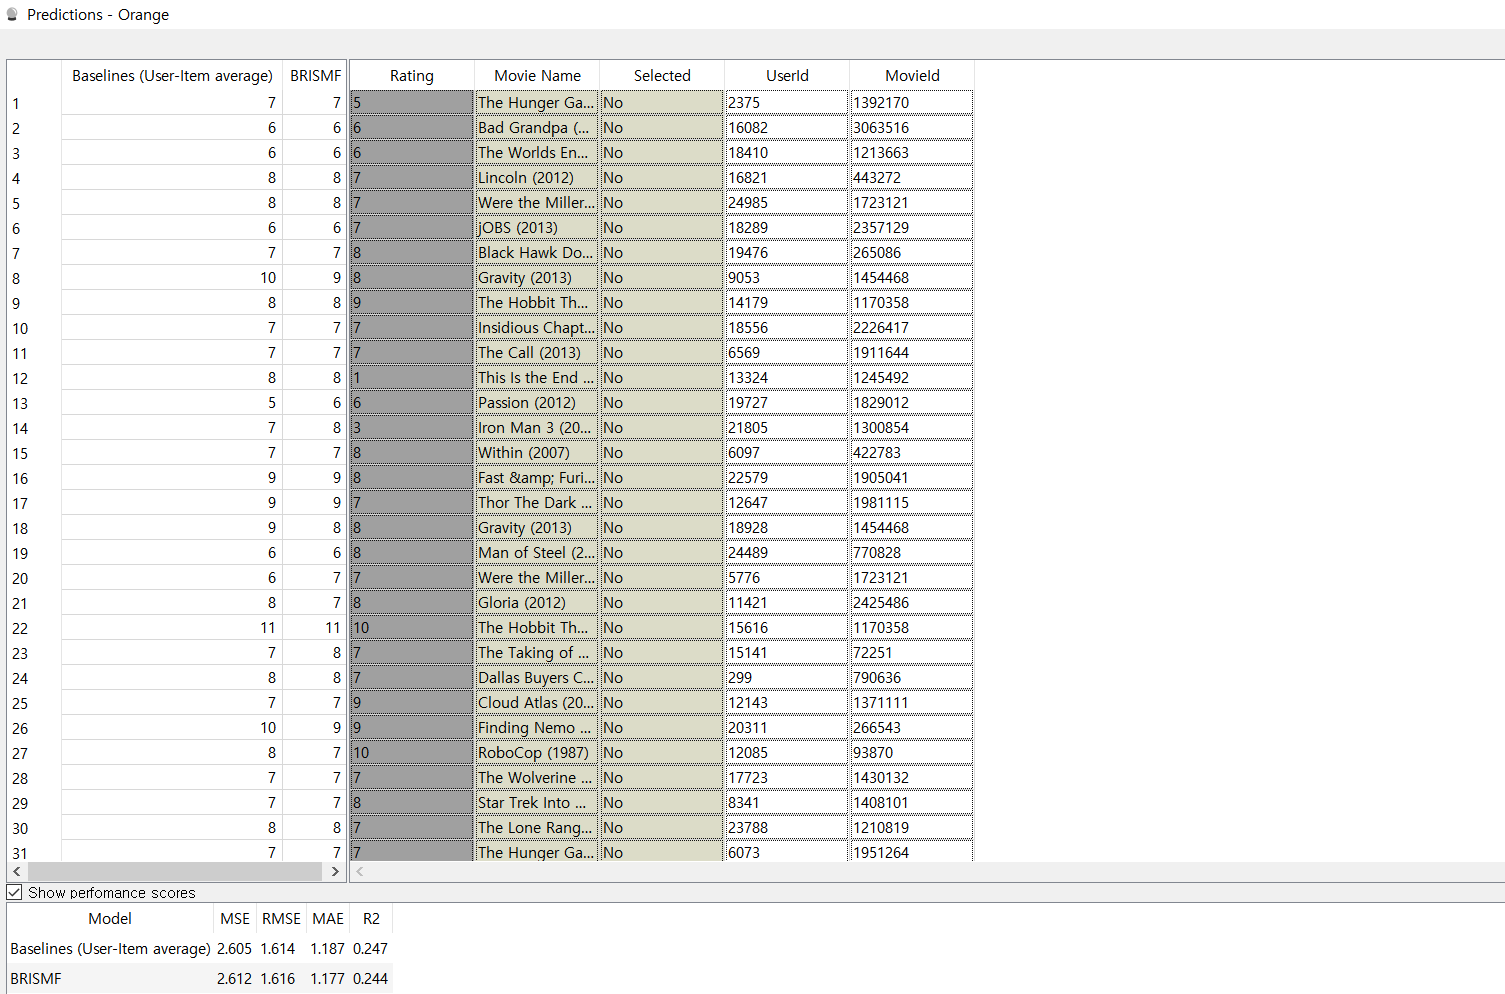 Predictions - Orange
Baselines (User-Item average) BRISMF Rating Movie Name Selected UserId MovieId
1 7 7 5 The Hunger Ga... No 2375 1392170
2 6 6 6 Bad Grandpa (... No 16082 3063516
3 6 6 6 The Worlds En... No 18410 1213663
4 8 8 7 Lincoln (2012) No 16821 443272
5 8 8 7 Were the Miller... No 24985 1723121
6 6 6 7 jOBS (2013) No 18289 2357129
7 7 7 8 Black Hawk Do... No 19476 265086
8 10 9 8 Gravity (2013) No 9053 1454468
9 8 8 9 The Hobbit Th... No 14179 1170358
10 7 7 7 Insidious Chapt... No 18556 2226417
11 7 7 7 The Call (2013) No 6569 1911644
12 8 8 1 This Is the End ... No 13324 1245492
13 5 6 6 Passion (2012) No 19727 1829012
14 7 8 3 Iron Man 3 (20... No 21805 1300854
15 7 7 8 Within (2007) No 6097 422783
16 9 9 8 Fast &amp; Furi... No 22579 1905041
17 9 9 7 Thor The Dark ... No 12647 1981115
18 9 8 8 Gravity (2013) No 18928 1454468
19 6 6 8 Man of Steel (2... No 24489 770828
20 6 7 7 Were the Miller... No 5776 1723121
21 8 7 8 Gloria (2012) No 11421 2425486
22 11 11 10 The Hobbit Th... No 15616 1170358
23 7 8 7 The Taking of ... No 15141 72251
24 8 8 7 Dallas Buyers C... No 299 790636
25 7 7 9 Cloud Atlas (20... No 12143 1371111
26 10 9 9 Finding Nemo ... No 20311 266543
27 8 7 10 RoboCop (1987) No 12085 93870
28 7 7 7 The Wolverine ... No 17723 1430132
29 7 7 8 Star Trek Into ... No 8341 1408101
30 8 8 7 The Lone Rang... No 23788 1210819
31 7 7 7 The Hunger Ga... No 6073 1951264
Show perfomance scores
Model MSE RMSE MAE R2
Baselines (User-Item average) 2.605 1.614 1.187 0.247
BRISMF 2.612 1.616 1.177 0.244